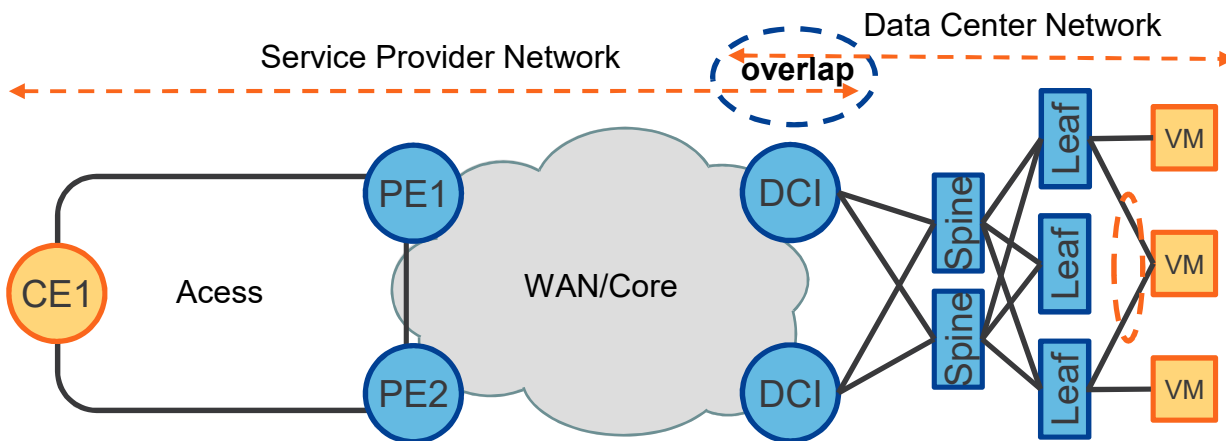 Data Center Network
Service Provider Network
overlap
Leaf
VM
PE1
DCI
Spine
CE1
Acess
WAN/Core
Leaf
VM
Spine
PE2
DCI
Leaf
VM